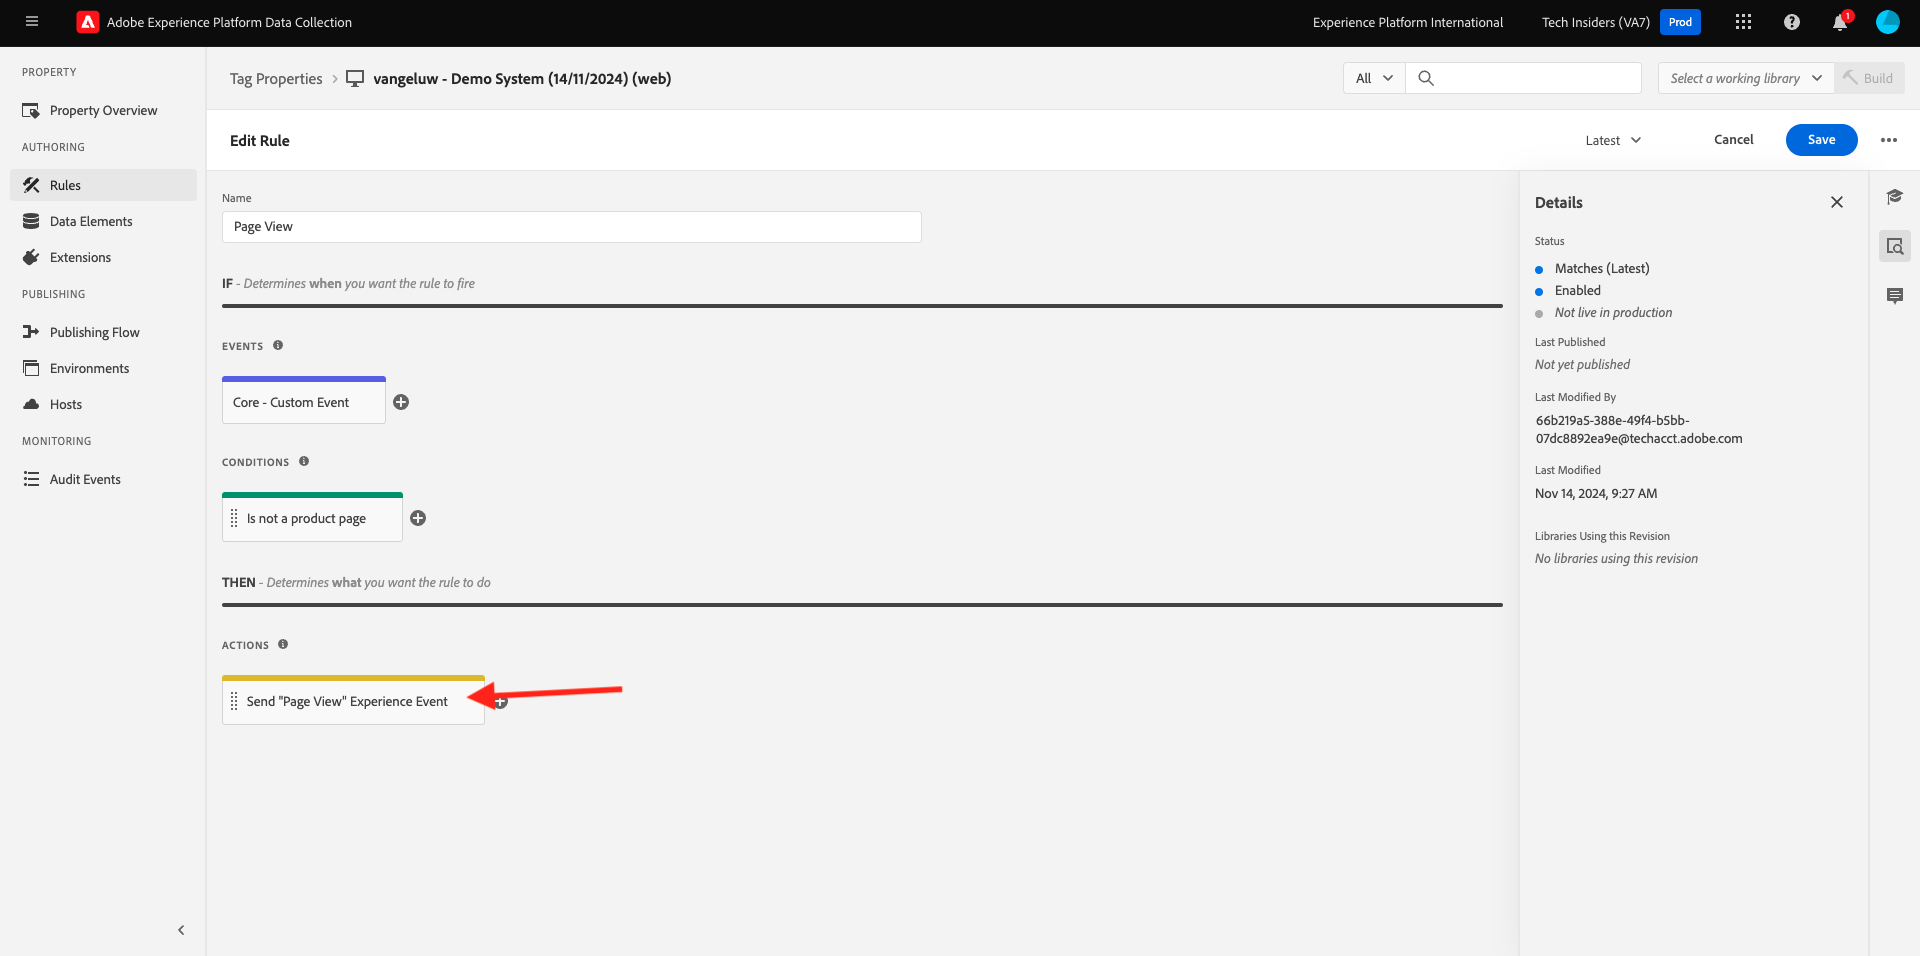 Adobe Experience Platform Data Collection
Experience Platform International
Tech Insiders (VA7)
Prod
1
PROPERTY
Property Overview
AUTHORING
Rules
Data Elements
Extensions
PUBLISHING
Publishing Flow
Environments
Hosts
MONITORING
Audit Events
Tag Properties
vangeluw - Demo System (14/11/2024) (web)
All
Select a working library
Build
Edit Rule
Latest
Cancel
Save
Name
Page View
IF - Determines when you want the rule to fire
EVENTS
Core - Custom Event
CONDITIONS
Is not a product page
THEN - Determines what you want the rule to do
ACTIONS
Send "Page View" Experience Event
Details
Status
Matches (Latest)
Enabled
Not live in production
Last Published
Not yet published
Last Modified By
66b219a5-388e-49f4-b5bb-
07dc8892ea9e@techacct.adobe.com
Last Modified
Nov 14, 2024, 9:27 AM
Libraries Using this Revision
No libraries using this revision